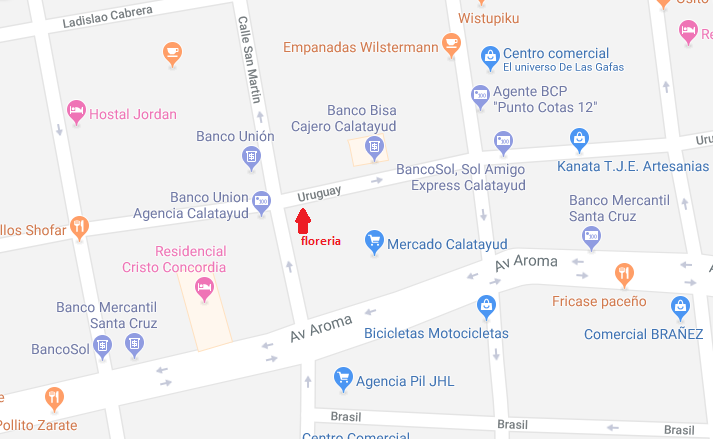 Ladislao Cabrera
Calle San Martin
Wistupiku
Empanadas Wilstermann
Centro comercial
El universo De Las Gafas
Hostal Jordan
Agente BCP
"Punto Cotas 12"
Banco Bisa
Cajero Calatayud
Banco Unión
BancoSol, Sol Amigo
Express Calatayud
Kanata T.J.E. Artesanias
Banco Union
Agencia Calatayud
Uruguay
Banco Mercantil
Santa Cruz
llos Shofar
floreria
Mercado Calatayud
Residencial
Cristo Concordia
Av Aroma
Fricase paceño
Banco Mercantil
Santa Cruz
Av Aroma
Bicicletas Motocicletas
Comercial BRAÑEZ
BancoSol
Agencia Pil JHL
Pollito Zarate
Brasil
Brasil
Brasil
Centro Comercial